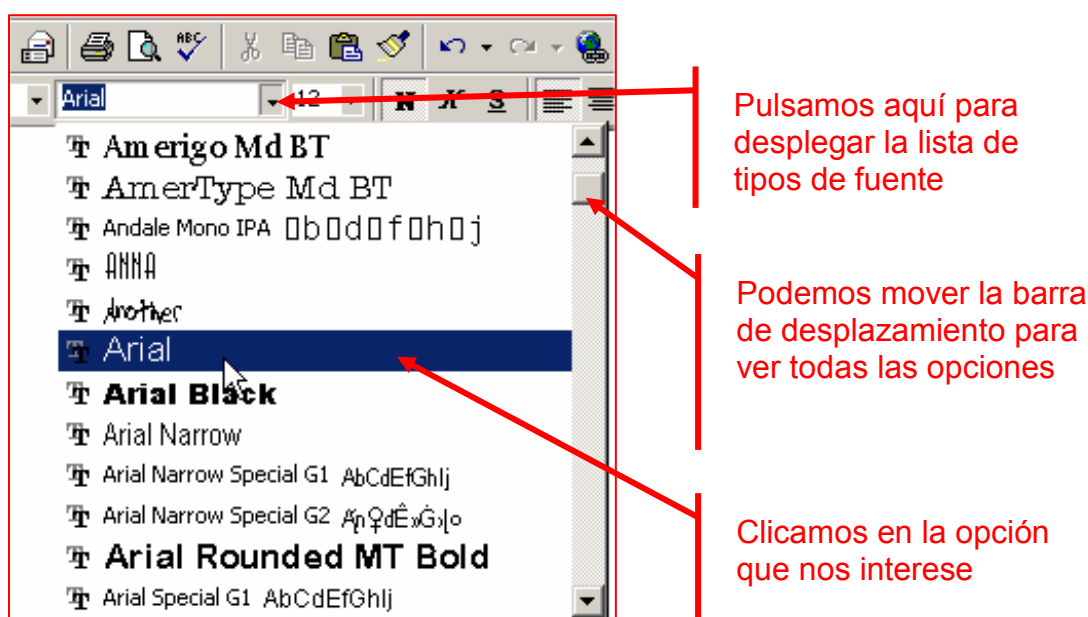 ABC
Arial 12 N K S
Amerigo Md BT
AmerType Md BT
Andale Mono IPA ▯b▯d▯f▯h▯j
ANNA
Another
Arial
Arial Black
Arial Narrow
Arial Narrow Special G1 AbCdEfGhIj
Arial Narrow Special G2
Arial Rounded MT Bold
Arial Special G1 AbCdEfGhIj
Pulsamos aquí para
desplegar la lista de
tipos de fuente
Podemos mover la barra
de desplazamiento para
ver todas las opciones
Clicamos en la opción
que nos interese